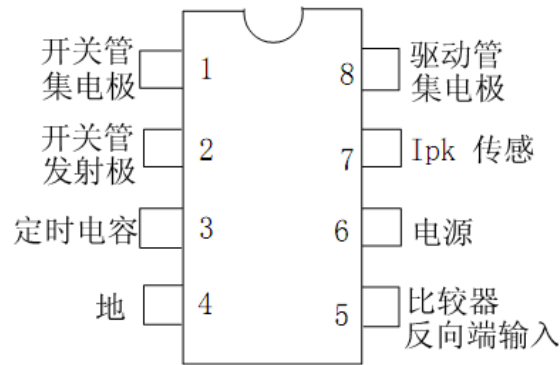 开关管
集电极
1
8
驱动管
集电极
开关管
发射极
2
7
Ipk 传感
定时电容
3
6
电源
地
4
5
比较器
反向端输入